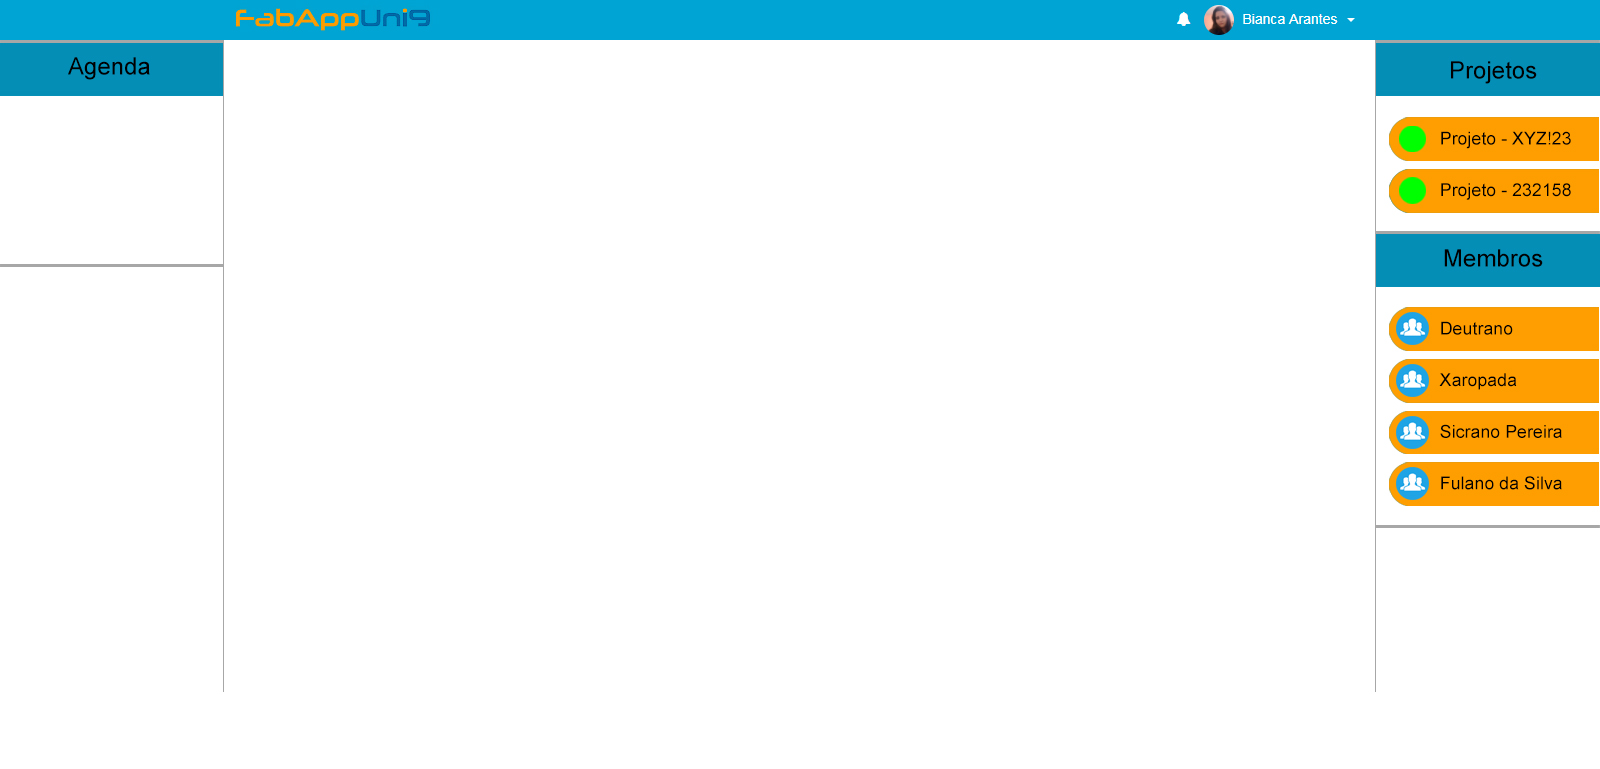 FabAppUni9
Bianca Arantes
Agenda
Projetos
Projeto - XYZ!23
Projeto - 232158
Membros
Deutrano
Xaropada
Sicrano Pereira
Fulano da Silva